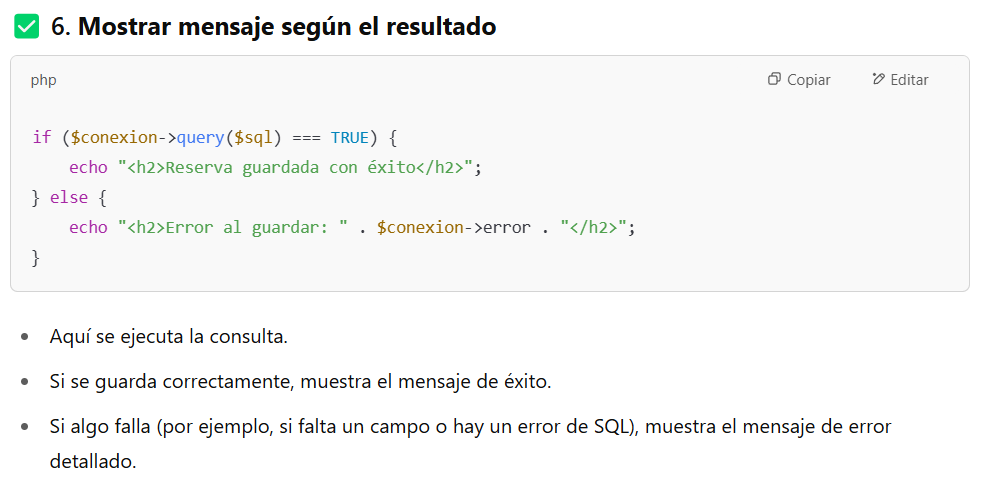 ✅ 6. Mostrar mensaje según el resultado
php
Copiar
Editar
if ($conexion->query($sql) === TRUE) {
    echo "<h2>Reserva guardada con éxito</h2>";
} else {
    echo "<h2>Error al guardar: " . $conexion->error . "</h2>";
}
• Aquí se ejecuta la consulta.
• Si se guarda correctamente, muestra el mensaje de éxito.
• Si algo falla (por ejemplo, si falta un campo o hay un error de SQL), muestra el mensaje de error
detallado.